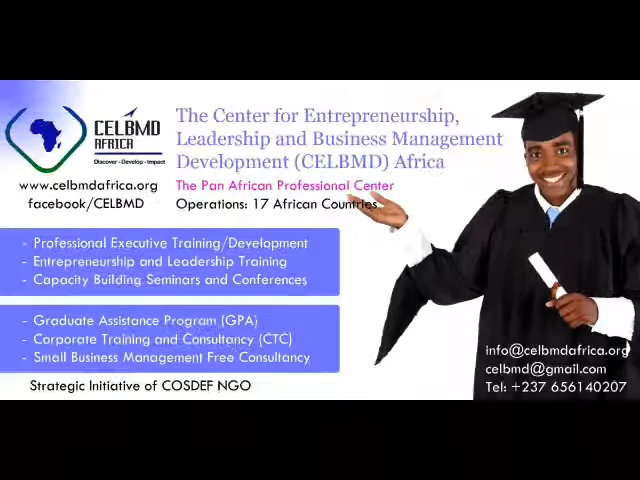 CELBMD
AFRICA
Discover - Develop - Impact
The Center for Entrepreneurship,
Leadership and Business Management
Development (CELBMD) Africa
www.celbmdafrica.org
facebook/CELBMD
The Pan African Professional Center
Operations: 17 African Countries
- Professional Executive Training/Development
- Entrepreneurship and Leadership Training
- Capacity Building Seminars and Conferences
- Graduate Assistance Program (GPA)
- Corporate Training and Consultancy (CTC)
- Small Business Management Free Consultancy
Strategic Initiative of COSDEF NGO
info@celbmdafrica.org
celbmd@gmail.com
Tel: +237 656140207